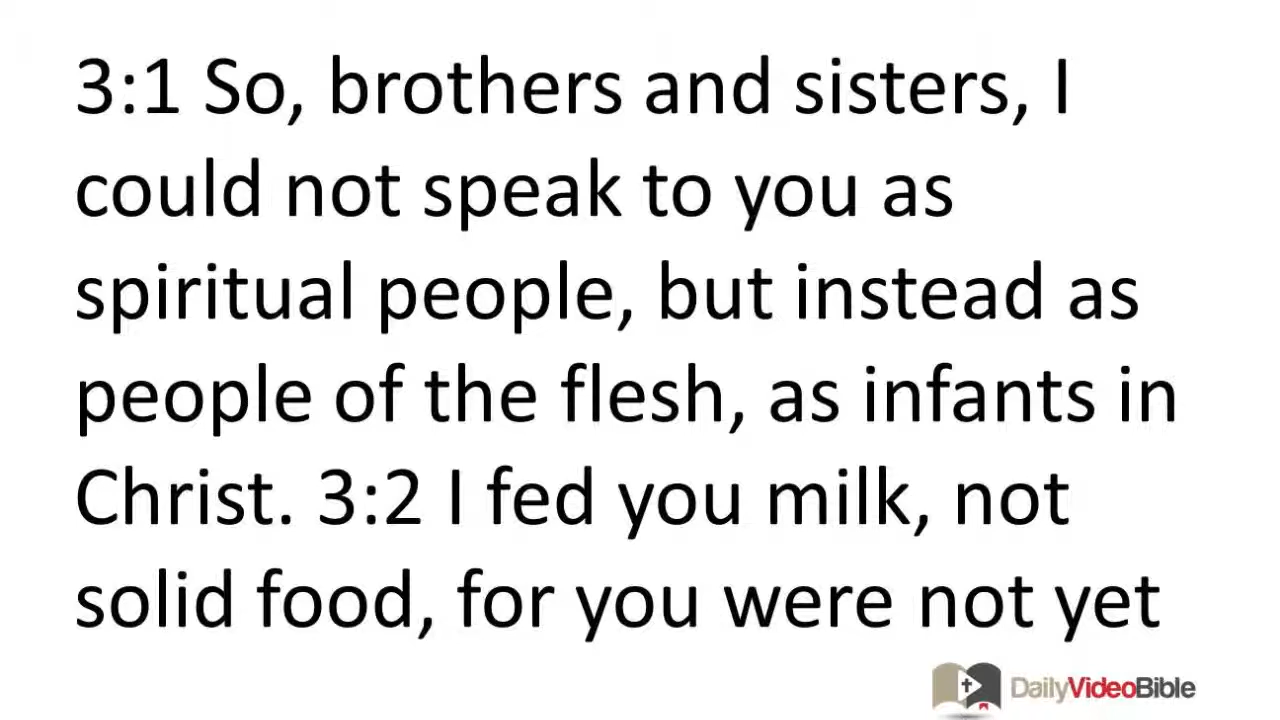 3:1 So, brothers and sisters, I
could not speak to you as
spiritual people, but instead as
people of the flesh, as infants in
Christ. 3:2 I fed you milk, not
solid food, for you were not yet
DailyVideoBible